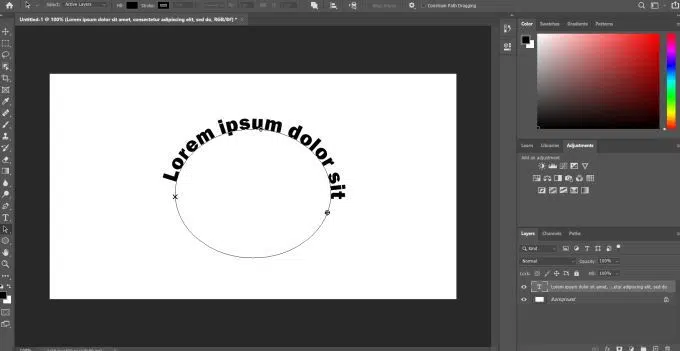 Select: Active Layers Fill: Stroke: Constrain Path Dragging
Untitled-1 @ 100% (Lorem ipsum dolor sit amet, consectetur adipiscing elit, sed do, RGB/8#) *
Color Swatches Gradients Patterns
Lorem ipsum dolor sit
Learn Libraries Adjustments
Add an adjustment
Layers Channels Paths
Kind
Normal Opacity: 100%
Lock: Fill: 100%
T Lorem ipsum dolor sit amet, ...etur adipiscing elit, sed do
Background